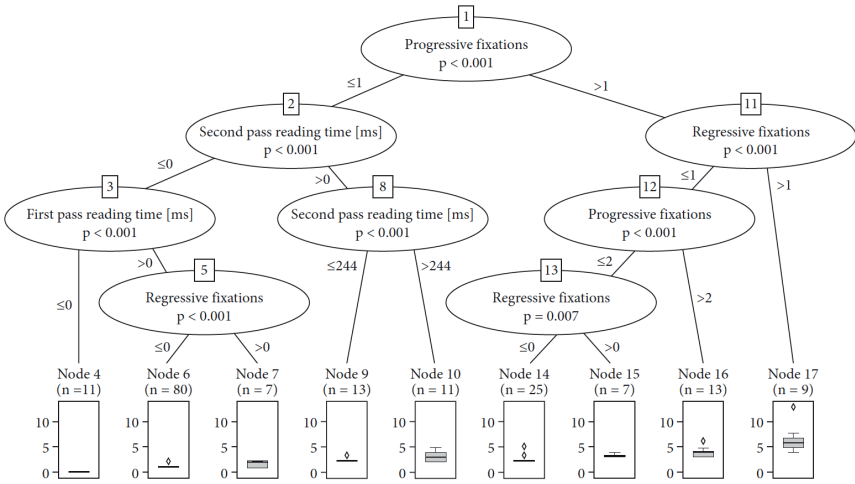 1
Progressive fixations
p < 0.001
≤1
>1
2
Second pass reading time [ms]
p < 0.001
11
Regressive fixations
p < 0.001
≤0
>0
≤1
>1
3
First pass reading time [ms]
p < 0.001
8
Second pass reading time [ms]
p < 0.001
12
Progressive fixations
p < 0.001
≤0
>0
≤244
>244
≤2
>2
5
Regressive fixations
p < 0.001
13
Regressive fixations
p = 0.007
≤0
>0
≤0
>0
Node 4
(n =11)
Node 6
(n = 80)
Node 7
(n = 7)
Node 9
(n = 13)
Node 10
(n = 11)
Node 14
(n = 25)
Node 15
(n = 7)
Node 16
(n = 13)
Node 17
(n = 9)
10
5
0
10
5
0
10
5
0
10
5
0
10
5
0
10
5
0
10
5
0
10
5
0
10
5
0